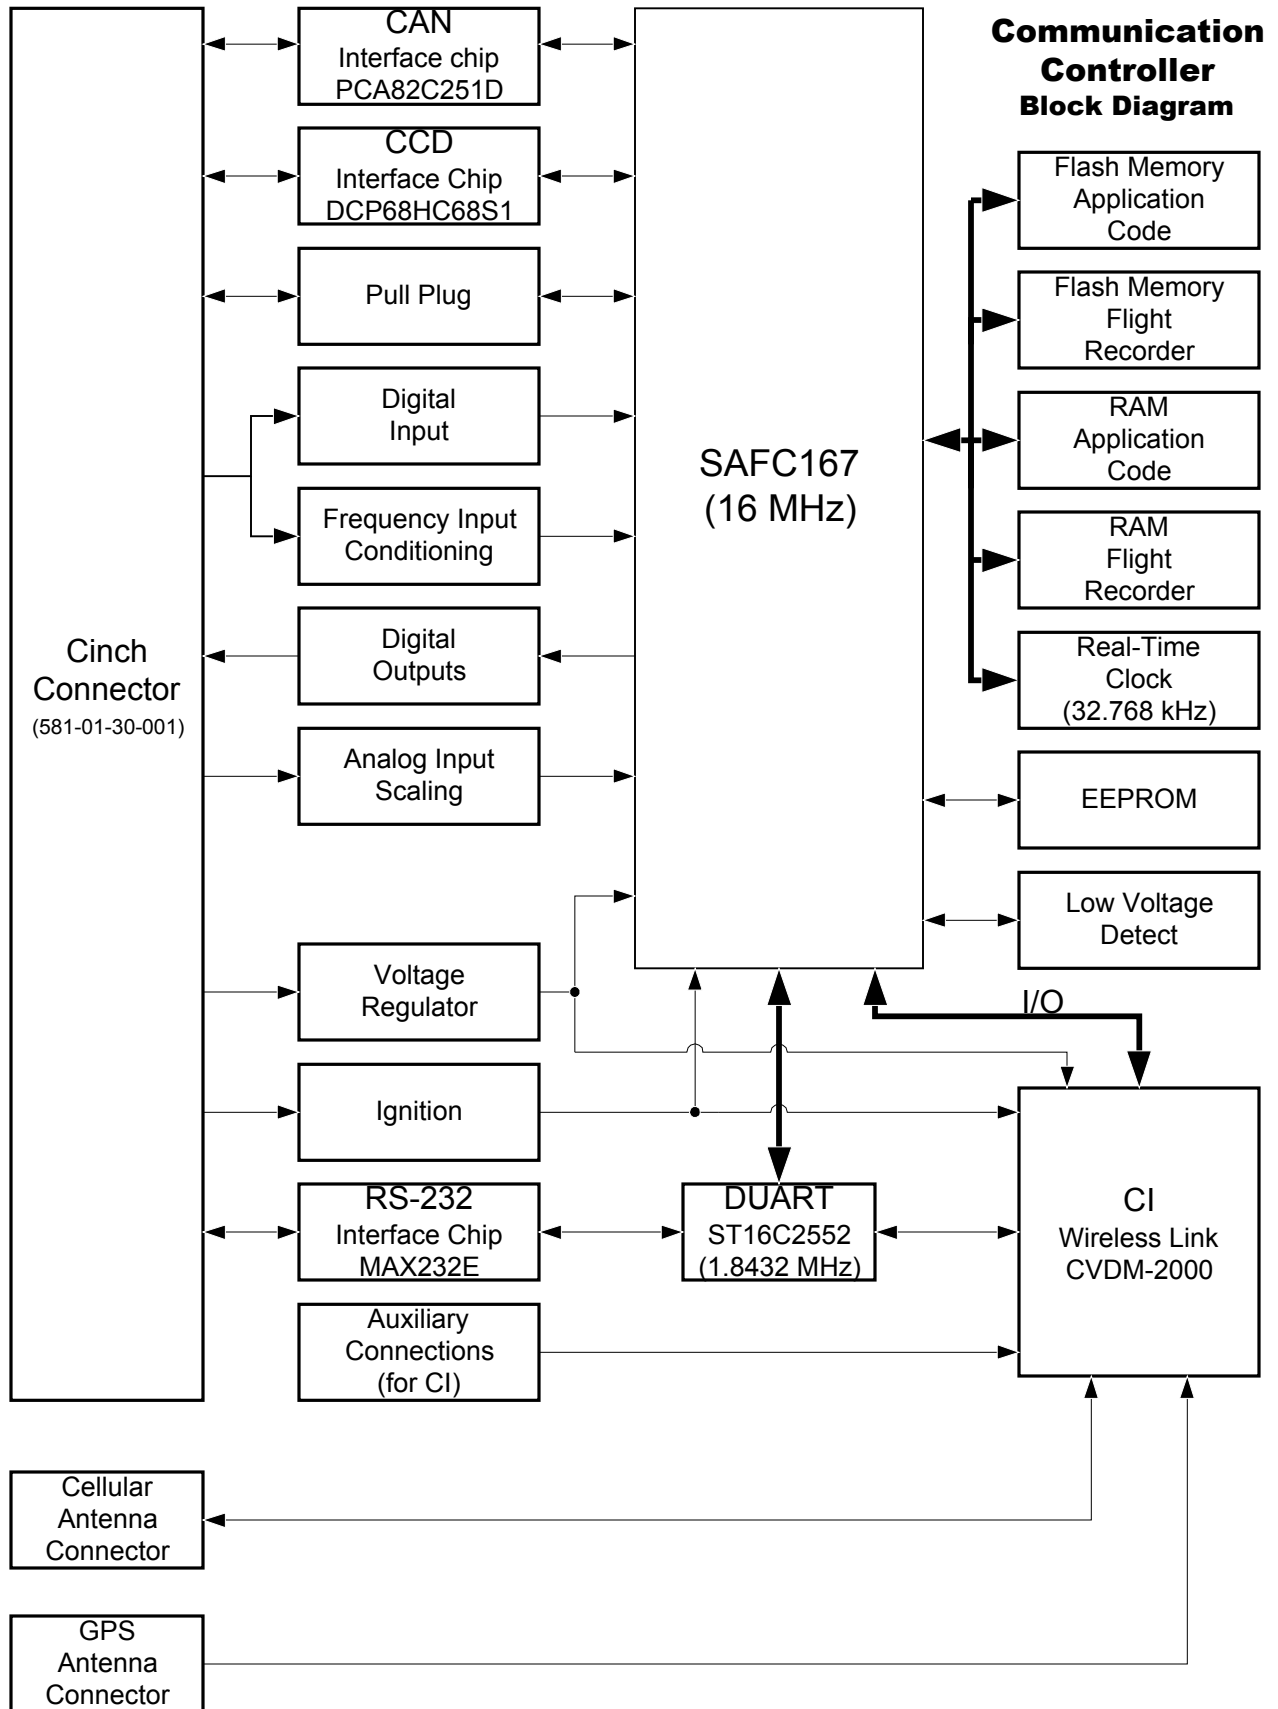 Communication
Controller
Block Diagram
CAN
Interface chip
PCA82C251D
CCD
Interface Chip
DCP68HC68S1
Pull Plug
Digital
Input
Frequency Input
Conditioning
Digital
Outputs
Analog Input
Scaling
Voltage
Regulator
Ignition
RS-232
Interface Chip
MAX232E
Auxiliary
Connections
(for CI)
Cinch
Connector
(581-01-30-001)
SAFC167
(16 MHz)
Flash Memory
Application
Code
Flash Memory
Flight
Recorder
RAM
Application
Code
RAM
Flight
Recorder
Real-Time
Clock
(32.768 kHz)
EEPROM
Low Voltage
Detect
I/O
DUART
ST16C2552
(1.8432 MHz)
CI
Wireless Link
CVDM-2000
Cellular
Antenna
Connector
GPS
Antenna
Connector